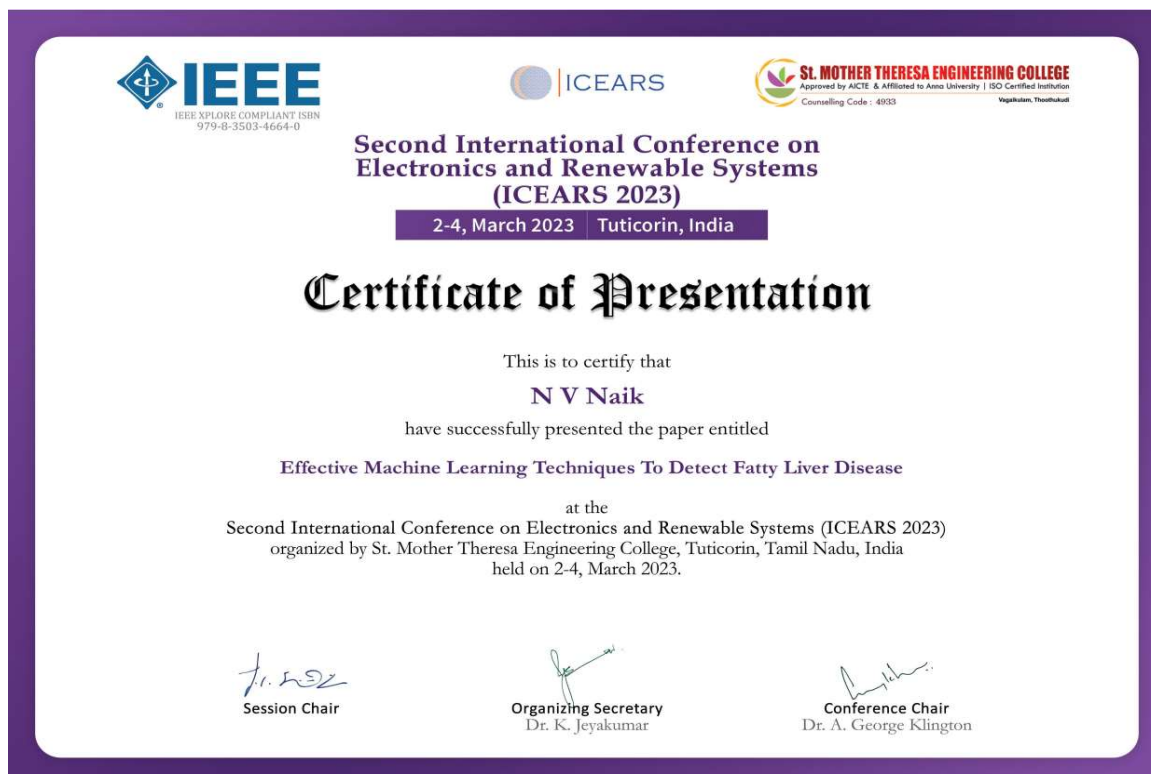 IEEE
IEEE XPLORE COMPLIANT ISBN
979-8-3503-4664-0
ICEARS
St. MOTHER THERESA ENGINEERING COLLEGE
Approved by AICTE & Affiliated to Anna University | ISO Certified Institution
Counselling Code : 4933
Vagaikulam, Thoothukudi
Second International Conference on
Electronics and Renewable Systems
(ICEARS 2023)
2-4, March 2023 Tuticorin, India
Certificate of Presentation
This is to certify that
N V Naik
have successfully presented the paper entitled
Effective Machine Learning Techniques To Detect Fatty Liver Disease
at the
Second International Conference on Electronics and Renewable Systems (ICEARS 2023)
organized by St. Mother Theresa Engineering College, Tuticorin, Tamil Nadu, India
held on 2-4, March 2023.
Session Chair
Organizing Secretary
Dr. K. Jeyakumar
Conference Chair
Dr. A. George Klington